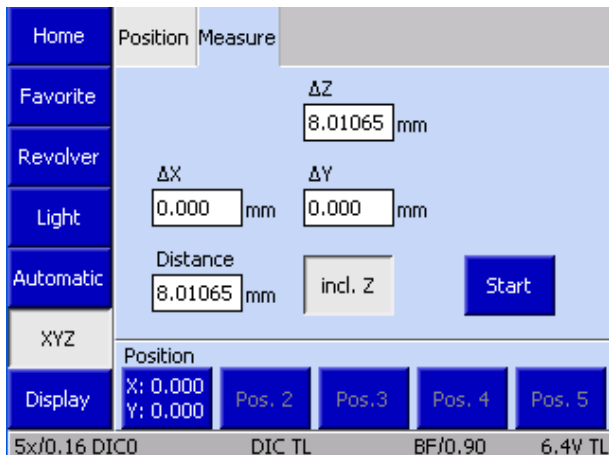 Home
Position Measure
Favorite
ΔZ
8.01065 mm
Revolver
ΔX ΔY
Light
0.000 mm 0.000 mm
Automatic
Distance
8.01065 mm incl. Z Start
XYZ
Position
Display
X: 0.000
Y: 0.000
Pos. 2 Pos.3 Pos. 4 Pos. 5
5x/0.16 DIC0 DIC TL BF/0.90 6.4V TL